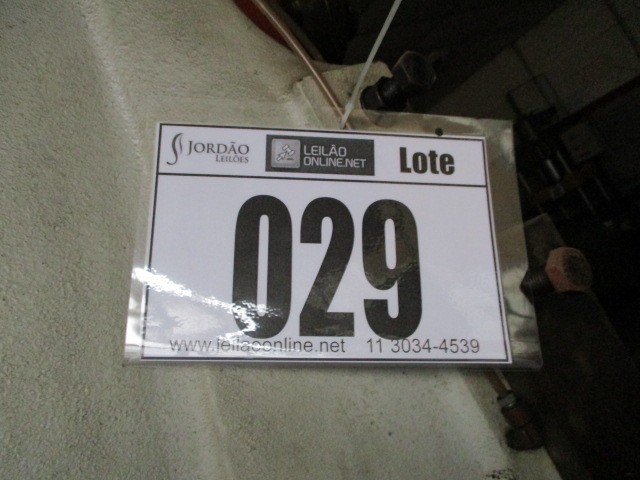 JORDÃO
LEILÕES
LEILÃO
ONLINE.NET
Lote
029
www.leilaoonline.net 11 3034-4539